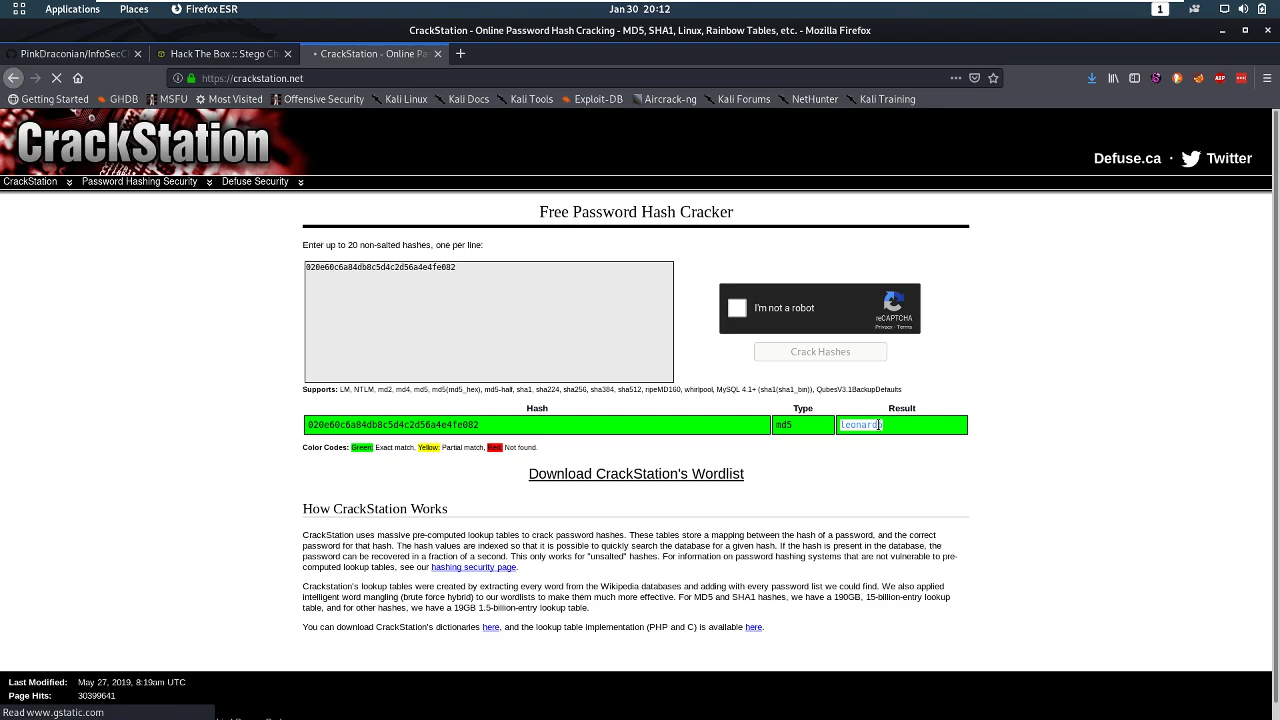 Applications Places Firefox ESR Jan 30 20:12 1
CrackStation - Online Password Hash Cracking - MD5, SHA1, Linux, Rainbow Tables, etc. - Mozilla Firefox
PinkDraconian/InfoSecC Hack The Box :: Stego Ch CrackStation - Online Pa
https://crackstation.net ABP
Getting Started GHDB MSFU Most Visited Offensive Security Kali Linux Kali Docs Kali Tools Exploit-DB Aircrack-ng Kali Forums NetHunter Kali Training
CrackStation
Defuse.ca · Twitter
CrackStation Password Hashing Security Defuse Security
Free Password Hash Cracker
Enter up to 20 non-salted hashes, one per line:
020e60c6a84db8c5d4c2d56a4e4fe082
I'm not a robot
reCAPTCHA
Privacy - Terms
Crack Hashes
Supports: LM, NTLM, md2, md4, md5, md5(md5_hex), md5-half, sha1, sha224, sha256, sha384, sha512, ripeMD160, whirlpool, MySQL 4.1+ (sha1(sha1_bin)), QubesV3.1BackupDefaults
Hash Type Result
020e60c6a84db8c5d4c2d56a4e4fe082 md5 leonardo
Color Codes: Green: Exact match, Yellow: Partial match, Red: Not found.
Download CrackStation's Wordlist
How CrackStation Works
CrackStation uses massive pre-computed lookup tables to crack password hashes. These tables store a mapping between the hash of a password, and the correct
password for that hash. The hash values are indexed so that it is possible to quickly search the database for a given hash. If the hash is present in the database, the
password can be recovered in a fraction of a second. This only works for "unsalted" hashes. For information on password hashing systems that are not vulnerable to pre-
computed lookup tables, see our hashing security page.
Crackstation's lookup tables were created by extracting every word from the Wikipedia databases and adding with every password list we could find. We also applied
intelligent word mangling (brute force hybrid) to our wordlists to make them much more effective. For MD5 and SHA1 hashes, we have a 190GB, 15-billion-entry lookup
table, and for other hashes, we have a 19GB 1.5-billion-entry lookup table.
You can download CrackStation's dictionaries here, and the lookup table implementation (PHP and C) is available here.
Last Modified: May 27, 2019, 8:19am UTC
Page Hits: 30399641
Read www.gstatic.com